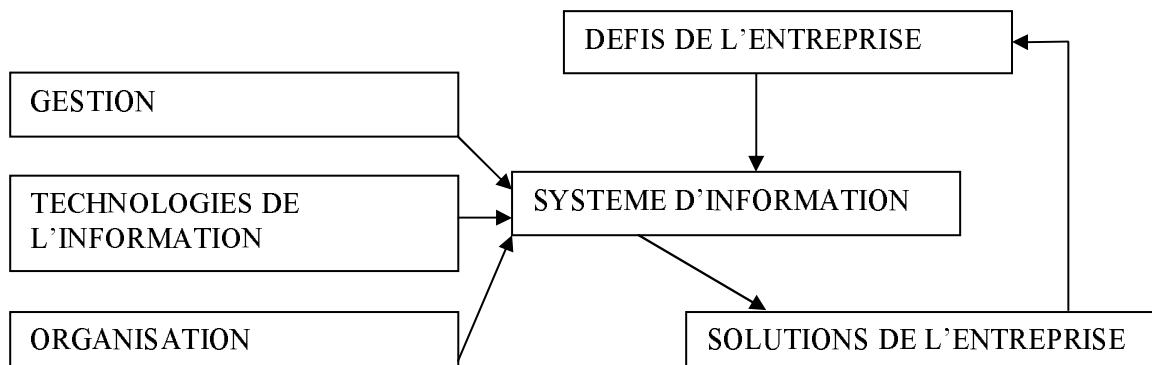 DEFIS DE L’ENTREPRISE
GESTION
TECHNOLOGIES DE
L’INFORMATION
SYSTEME D’INFORMATION
ORGANISATION
SOLUTIONS DE L’ENTREPRISE